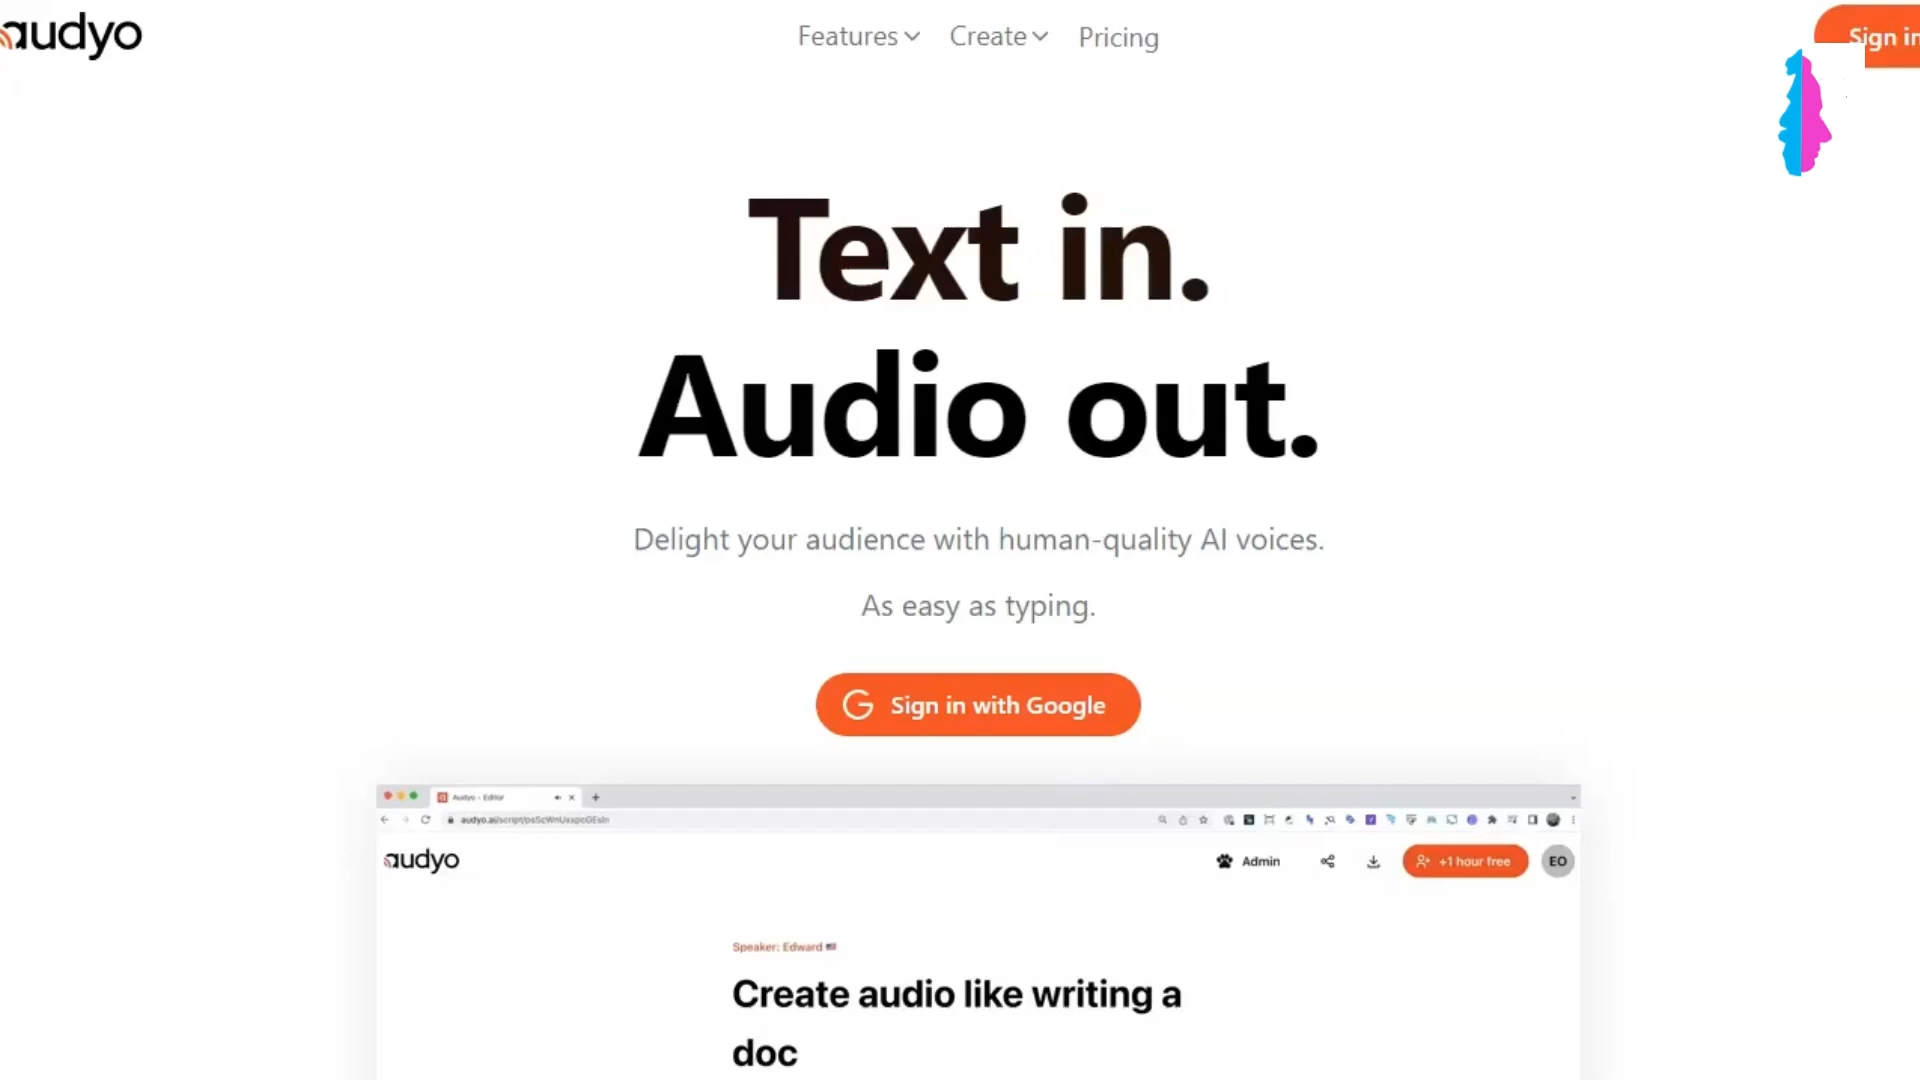 audyo
Features Create Pricing
Sign in
Text in.
Audio out.
Delight your audience with human-quality AI voices.
As easy as typing.
G Sign in with Google
Audyo - Editor
audyo
Admin
+1 hour free
EO
Speaker: Edward
Create audio like writing a
doc